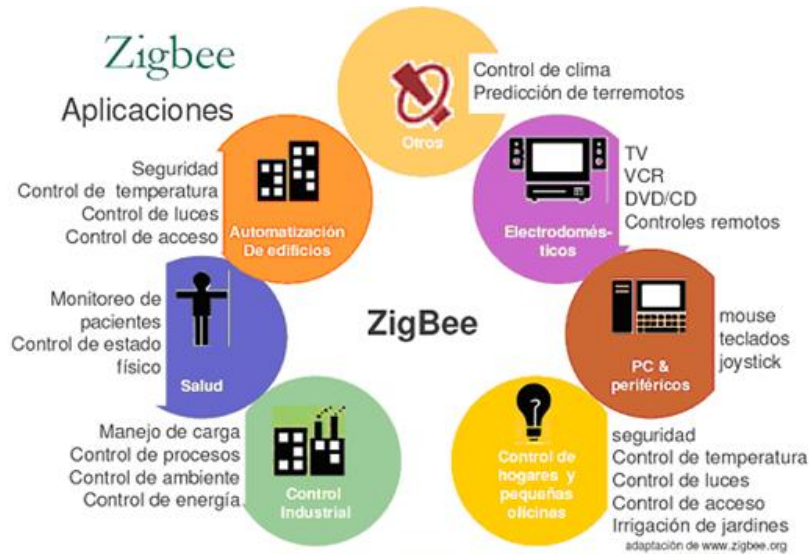 Zigbee
Aplicaciones
Otros
Control de clima
Predicción de terremotos
Seguridad
Control de temperatura
Control de luces
Control de acceso
Automatización
De edificios
TV
VCR
DVD/CD
Controles remotos
Electrodomés-
ticos
Monitoreo de
pacientes
Control de estado
físico
Salud
ZigBee
mouse
teclados
joystick
PC &
periféricos
Manejo de carga
Control de procesos
Control de ambiente
Control de energía
Control
Industrial
Control de
hogares y
pequeñas
oficinas
seguridad
Control de temperatura
Control de luces
Control de acceso
Irrigación de jardines
adaptación de www.zigbee.org